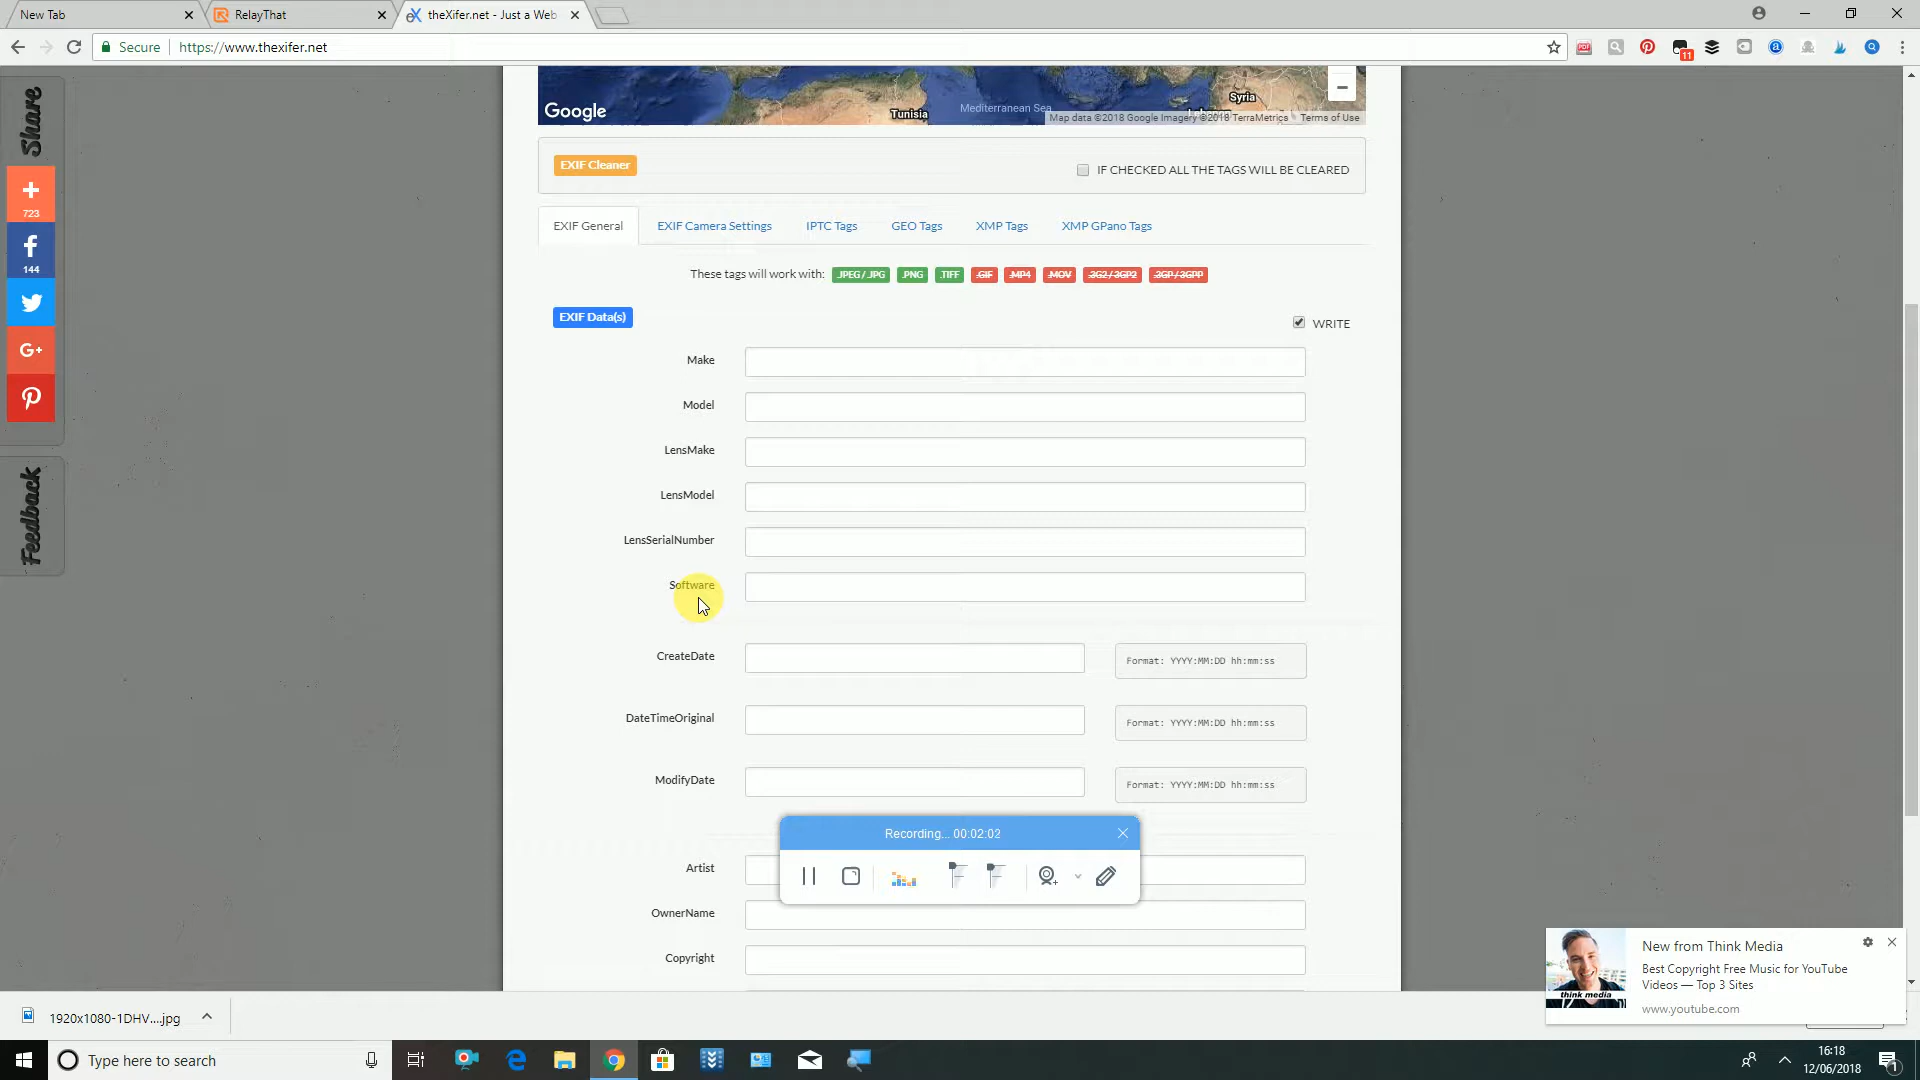 New Tab
RelayThat
theXifer.net - Just a Web
Secure
https://www.thexifer.net
11
Share
723
144
G+
Feedback
Google
Tunisia
Mediterranean Sea
Syria
Map data ©2018 Google Imagery ©2018 TerraMetrics
Terms of Use
EXIF Cleaner
IF CHECKED ALL THE TAGS WILL BE CLEARED
EXIF General
EXIF Camera Settings
IPTC Tags
GEO Tags
XMP Tags
XMP GPano Tags
These tags will work with:
.JPEG / .JPG
.PNG
.TIFF
.GIF
.MP4
.MOV
.3G2 / 3GP2
.3GP / 3GPP
EXIF Data(s)
WRITE
Make
Model
LensMake
LensModel
LensSerialNumber
Software
CreateDate
Format: YYYY:MM:DD hh:mm:ss
DateTimeOriginal
Format: YYYY:MM:DD hh:mm:ss
ModifyDate
Format: YYYY:MM:DD hh:mm:ss
Recording... 00:02:02
Artist
OwnerName
Copyright
New from Think Media
Best Copyright Free Music for YouTube
Videos — Top 3 Sites
www.youtube.com
think media
1920x1080-1DHV....jpg
Type here to search
16:18
12/06/2018
1